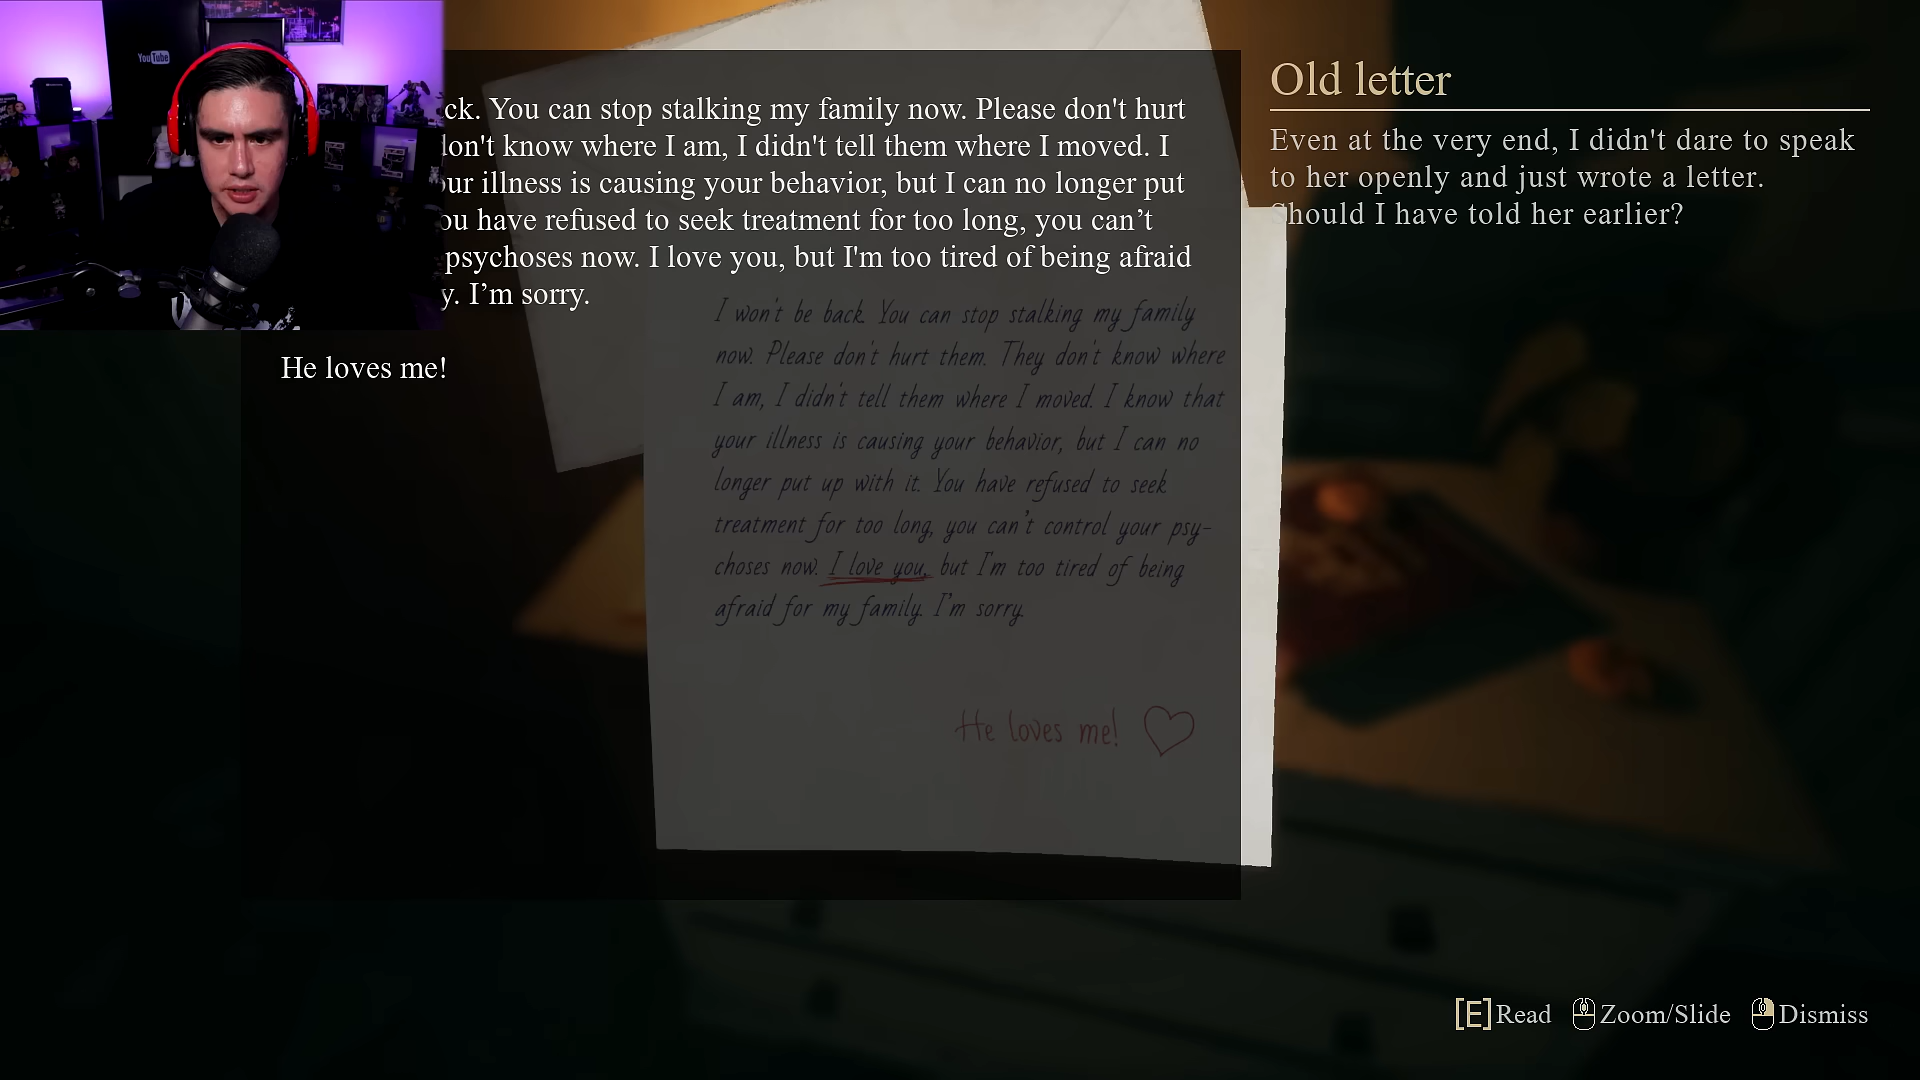 YouTube
ck. You can stop stalking my family now. Please don't hurt
don't know where I am, I didn't tell them where I moved. I
our illness is causing your behavior, but I can no longer put
ou have refused to seek treatment for too long, you can’t
psychoses now. I love you, but I'm too tired of being afraid
y. I’m sorry.
He loves me!
I won't be back. You can stop stalking my family
now. Please don't hurt them. They don't know where
I am, I didn't tell them where I moved. I know that
your illness is causing your behavior, but I can no
longer put up with it. You have refused to seek
treatment for too long, you can’t control your psy-
choses now. I love you, but I'm too tired of being
afraid for my family. I’m sorry.
He loves me!
Old letter
Even at the very end, I didn't dare to speak
to her openly and just wrote a letter.
Should I have told her earlier?
[E] Read Zoom/Slide Dismiss